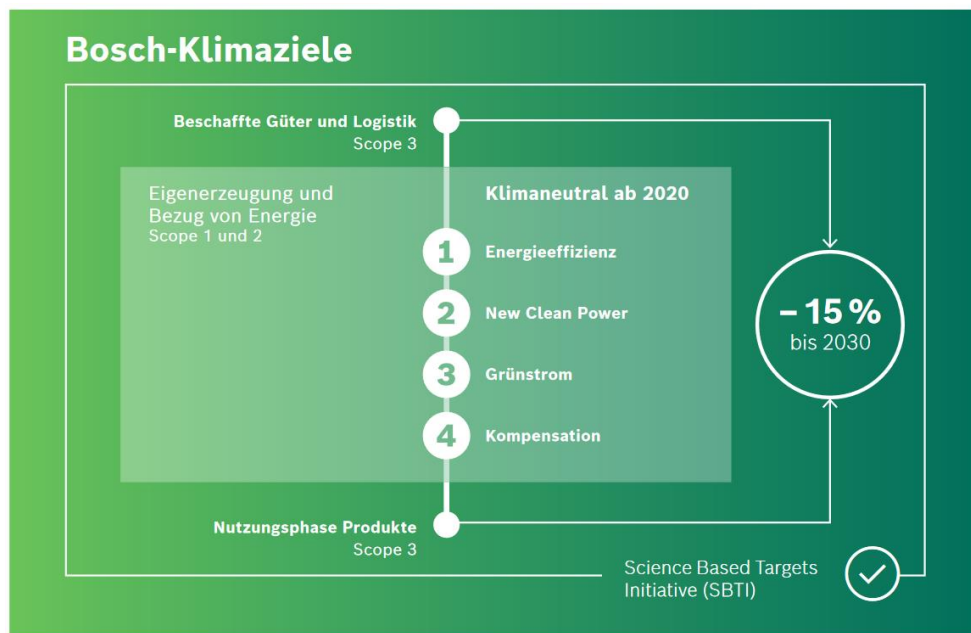 Bosch-Klimaziele
Beschaffte Güter und Logistik
Scope 3
Eigenerzeugung und
Bezug von Energie
Scope 1 und 2
Klimaneutral ab 2020
1 Energieeffizienz
2 New Clean Power
3 Grünstrom
4 Kompensation
– 15 %
bis 2030
Nutzungsphase Produkte
Scope 3
Science Based Targets
Initiative (SBTI)